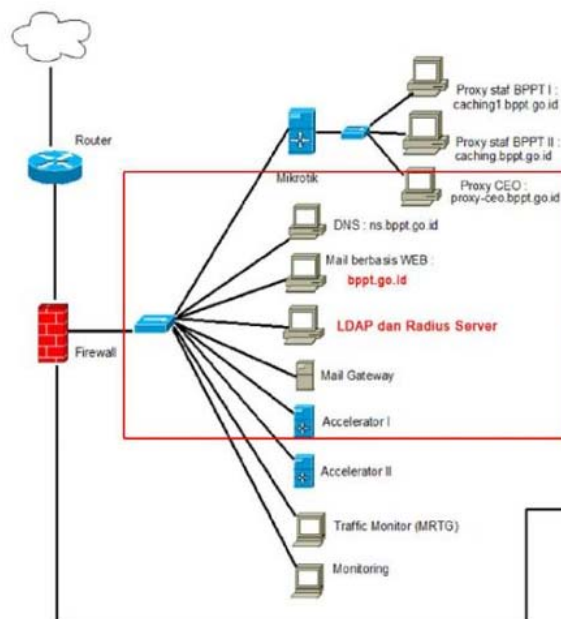 Proxy staf BPPT I :
caching1.bppt.go.id
Router
Proxy staf BPPT II :
caching.bppt.go.id
Mikrotik
Proxy CEO :
proxy-ceo.bppt.go.id
DNS : ns.bppt.go.id
Mail berbasis WEB :
bppt.go.id
LDAP dan Radius Server
Firewall
Mail Gateway
Accelerator I
Accelerator II
Traffic Monitor (MRTG)
Monitoring